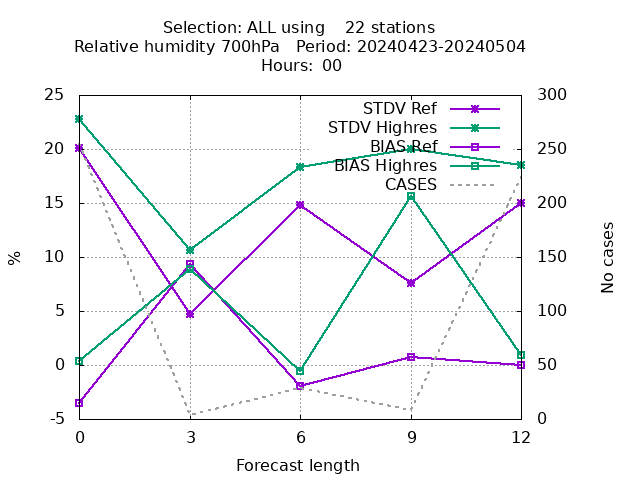 Selection: ALL using 22 stations
Relative humidity 700hPa Period: 20240423-20240504
Hours: 00
25
20
15
10
5
0
-5
300
250
200
150
100
50
0
STDV Ref
STDV Highres
BIAS Ref
BIAS Highres
CASES
%
No cases
0 3 6 9 12
Forecast length